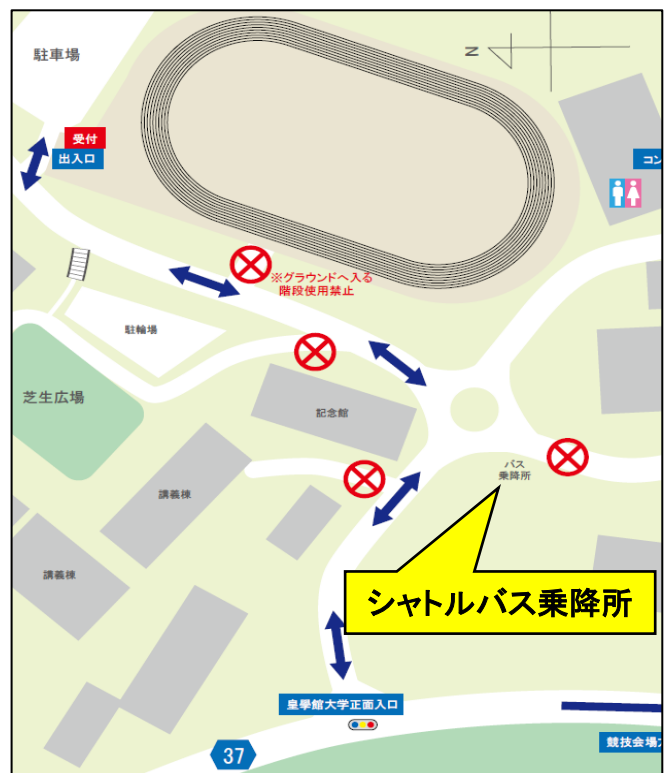 駐車場
N
受付
出入口
コン
※グラウンドへ入る
階段使用禁止
駐輪場
芝生広場
記念館
バス
乗降所
講義棟
講義棟
シャトルバス乗降所
皇學館大学正面入口
37
競技会場